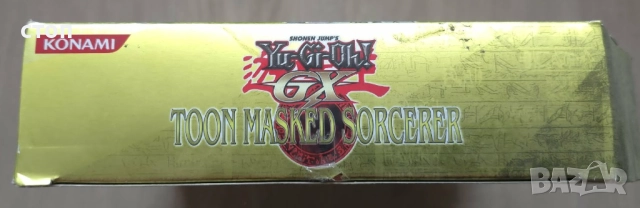 KONAMI
SHONEN JUMP'S
Yu-Gi-Oh!
GX
TOON MASKED SORCERER
BAZAR